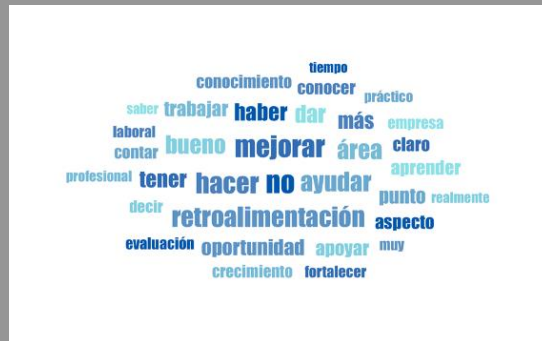 tiempo
conocimiento conocer
práctico
saber trabajar haber dar más empresa
laboral
contar bueno mejorar área claro
aprender
profesional tener hacer no ayudar
punto realmente
decir retroalimentación aspecto
evaluación oportunidad apoyar muy
crecimiento fortalecer